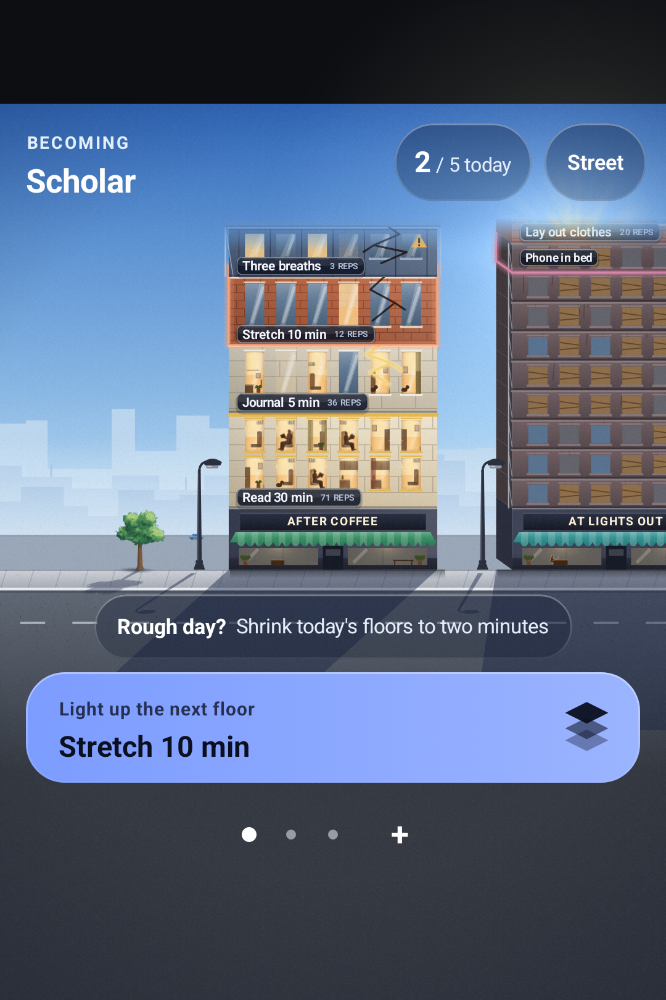 BECOMING
Scholar
2 / 5 today
Street
Lay out clothes 20 REPS
Phone in bed
Three breaths 3 REPS
Stretch 10 min 12 REPS
Journal 5 min 36 REPS
Read 30 min 71 REPS
AFTER COFFEE
AT LIGHTS OUT
Rough day? Shrink today's floors to two minutes
Light up the next floor
Stretch 10 min